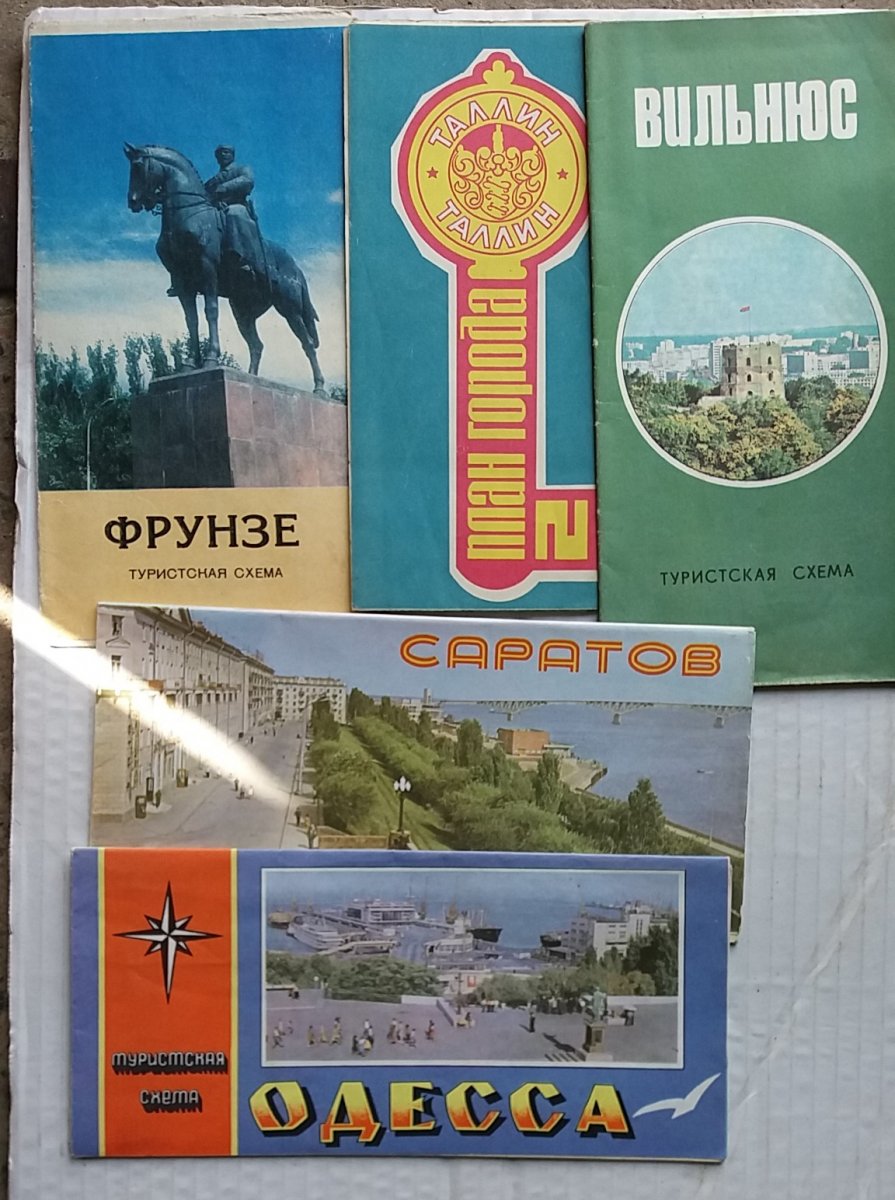 ФРУНЗЕ
ТУРИСТСКАЯ СХЕМА
ТАЛЛИН
ТАЛЛИН
план города
2
ВИЛЬНЮС
ТУРИСТСКАЯ СХЕМА
САРАТОВ
ТУРИСТСКАЯ
СХЕМА
ОДЕССА